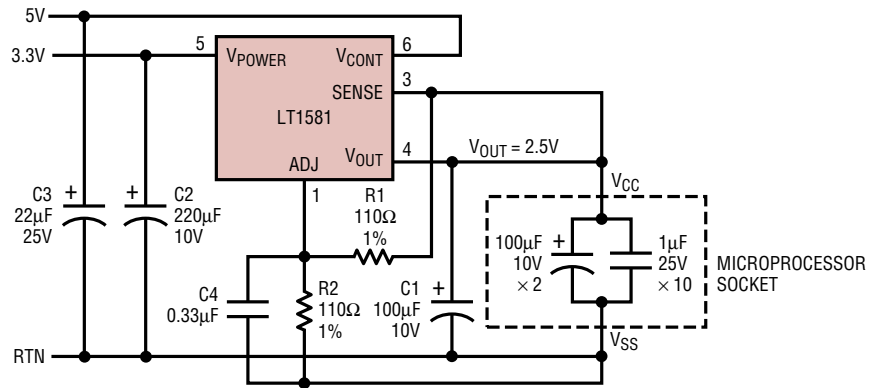 5V
3.3V
5
VPOWER
VCONT
6
SENSE
3
LT1581
VOUT
4
VOUT = 2.5V
ADJ
1
VCC
C3
22µF
25V
+
C2
220µF
10V
+
R1
110Ω
1%
C4
0.33µF
R2
110Ω
1%
C1
100µF
10V
+
100µF
10V
× 2
+
1µF
25V
× 10
MICROPROCESSOR
SOCKET
VSS
RTN